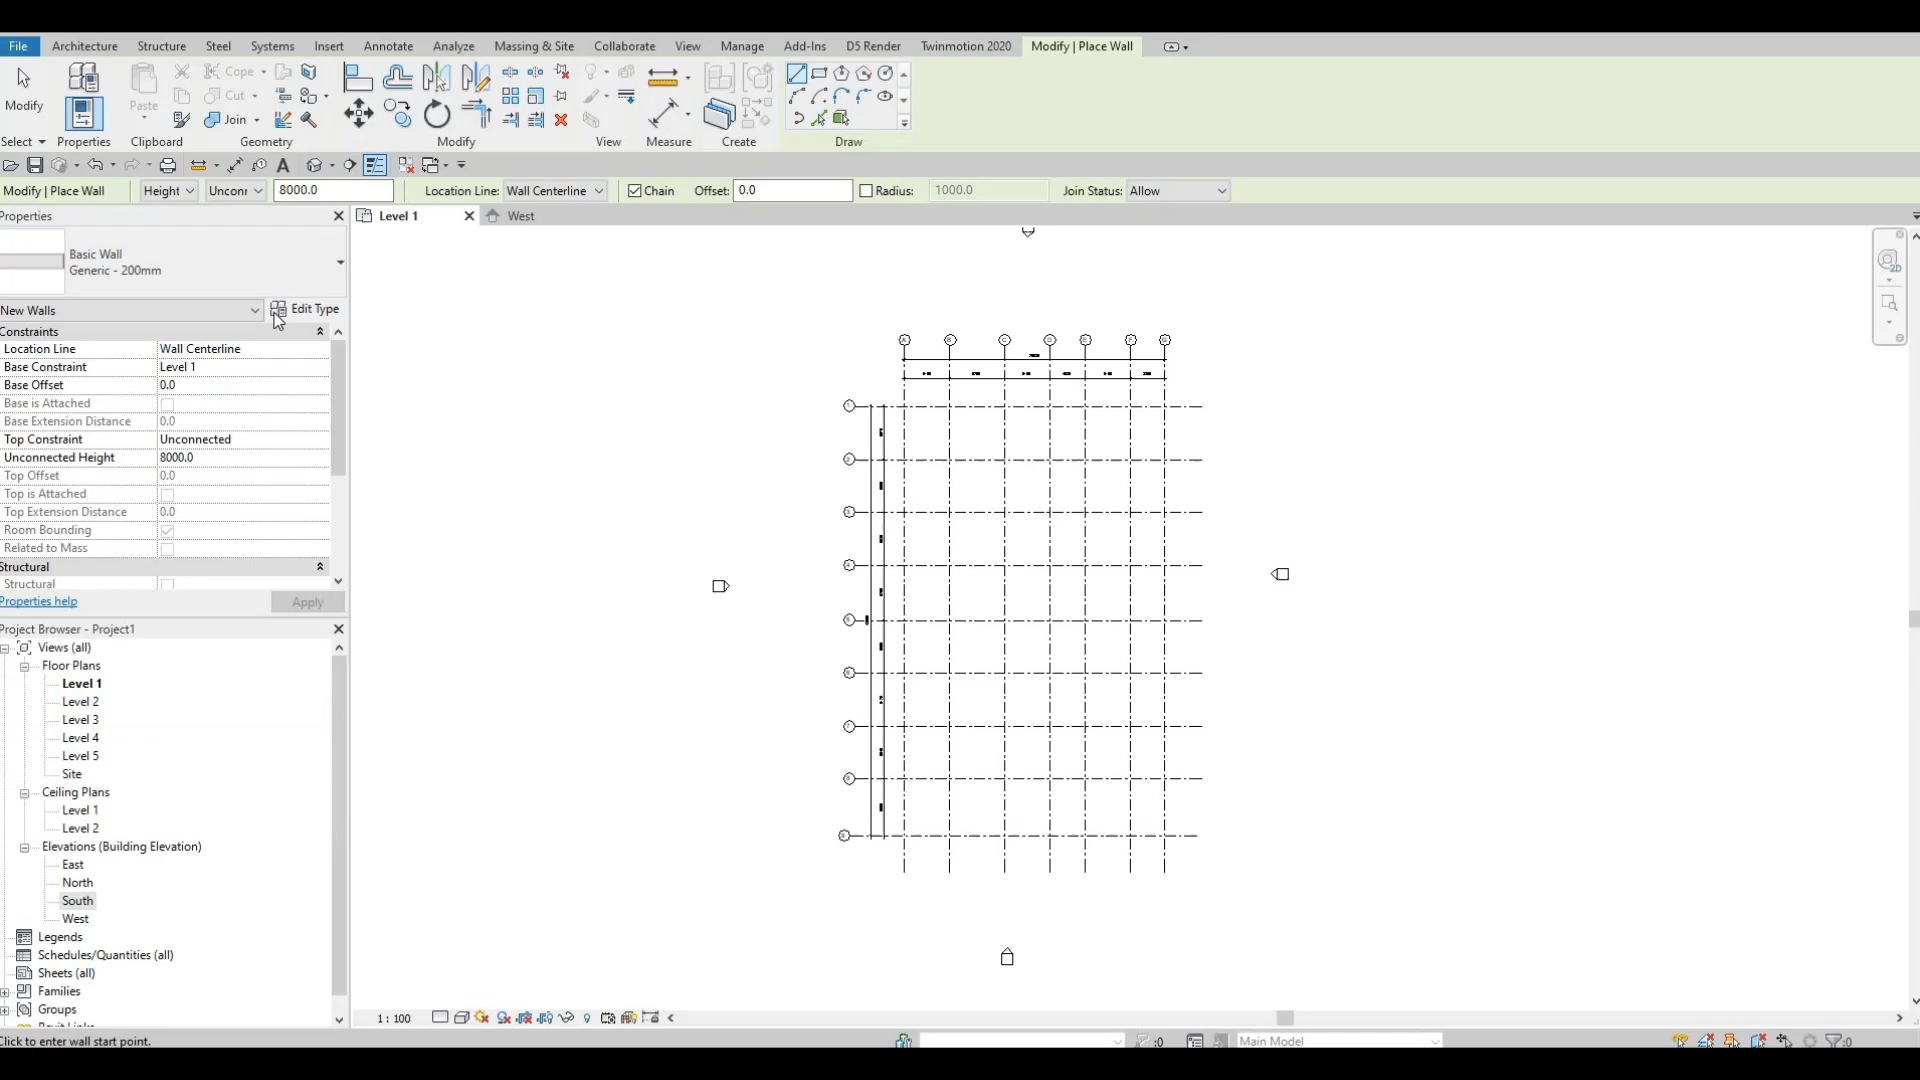 File Architecture Structure Steel Systems Insert Annotate Analyze Massing & Site Collaborate View Manage Add-Ins D5 Render Twinmotion 2020 Modify | Place Wall
Modify Paste Cope Cut Join
Select Properties Clipboard Geometry Modify View Measure Create Draw
Modify | Place Wall Height Unconr 8000.0 Location Line: Wall Centerline Chain Offset: 0.0 Radius: 1000.0 Join Status: Allow
Properties
Level 1 West
Basic Wall
Generic - 200mm
New Walls Edit Type
Constraints
Location Line Wall Centerline
Base Constraint Level 1
Base Offset 0.0
Base is Attached
Base Extension Distance 0.0
Top Constraint Unconnected
Unconnected Height 8000.0
Top Offset 0.0
Top is Attached
Top Extension Distance 0.0
Room Bounding
Related to Mass
Structural
Structural
Properties help Apply
Project Browser - Project1
Views (all)
Floor Plans
Level 1
Level 2
Level 3
Level 4
Level 5
Site
Ceiling Plans
Level 1
Level 2
Elevations (Building Elevation)
East
North
South
West
Legends
Schedules/Quantities (all)
Sheets (all)
Families
Groups
Revit Links
1 : 100
Click to enter wall start point. :0 Main Model :0